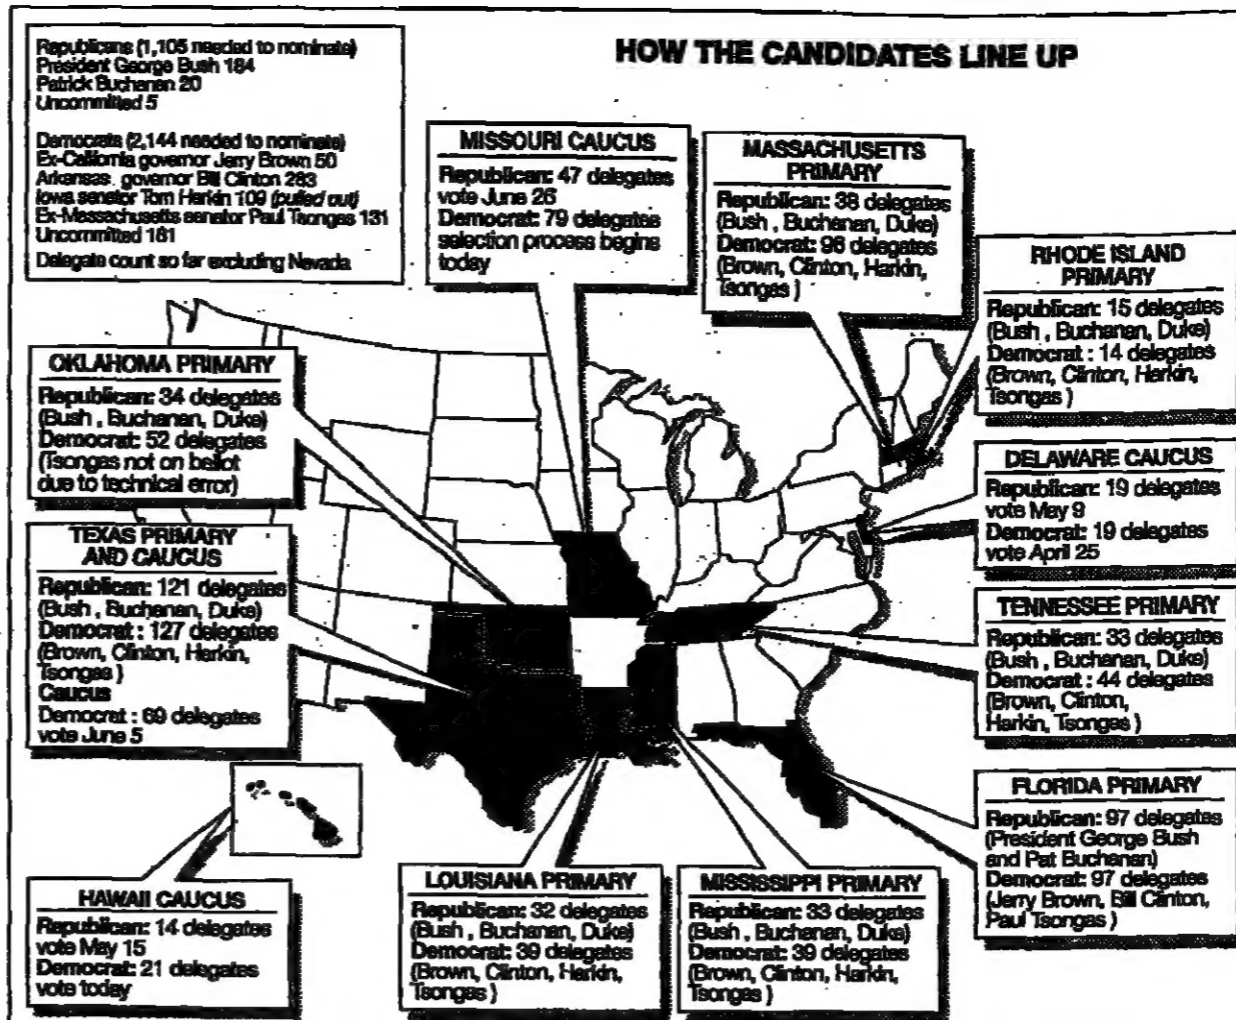 HOW THE CANDIDATES LINE UP
Republicans (1,105 needed to nominate)
President George Bush 184
Patrick Buchanan 20
Uncommitted 5
Democrats (2,144 needed to nominate)
Ex-California governor Jerry Brown 50
Arkansas, governor Bill Clinton 283
Iowa senator Tom Harkin 109 (pulled out)
Ex-Massachusetts senator Paul Tsongas 131
Uncommitted 181
Delegate count so far excluding Nevada
MISSOURI CAUCUS
Republican: 47 delegates
vote June 26
Democrat: 79 delegates
selection process begins
today
MASSACHUSETTS
PRIMARY
Republican: 38 delegates
(Bush , Buchanan, Duke)
Democrat: 96 delegates
(Brown, Clinton, Harkin,
Tsongas )
RHODE ISLAND
PRIMARY
Republican: 15 delegates
(Bush , Buchanan, Duke)
Democrat : 14 delegates
(Brown, Clinton, Harkin,
Tsongas )
OKLAHOMA PRIMARY
Republican: 34 delegates
(Bush , Buchanan, Duke)
Democrat: 52 delegates
(Tsongas not on ballot
due to technical error)
DELAWARE CAUCUS
Republican: 19 delegates
vote May 9
Democrat: 19 delegates
vote April 25
TEXAS PRIMARY
AND CAUCUS
Republican: 121 delegates
(Bush , Buchanan, Duke)
Democrat : 127 delegates
(Brown, Clinton, Harkin,
Tsongas )
Caucus
Democrat : 69 delegates
vote June 5
TENNESSEE PRIMARY
Republican: 33 delegates
(Bush , Buchanan, Duke)
Democrat : 44 delegates
(Brown, Clinton,
Harkin, Tsongas )
FLORIDA PRIMARY
Republican: 97 delegates
(President George Bush
and Pat Buchanan)
Democrat: 97 delegates
(Jerry Brown, Bill Clinton,
Paul Tsongas )
HAWAII CAUCUS
Republican: 14 delegates
vote May 15
Democrat: 21 delegates
vote today
LOUISIANA PRIMARY
Republican: 32 delegates
(Bush , Buchanan, Duke)
Democrat: 39 delegates
(Brown, Clinton, Harkin,
Tsongas )
MISSISSIPPI PRIMARY
Republican: 33 delegates
(Bush , Buchanan, Duke)
Democrat: 39 delegates
(Brown, Clinton, Harkin,
Tsongas )